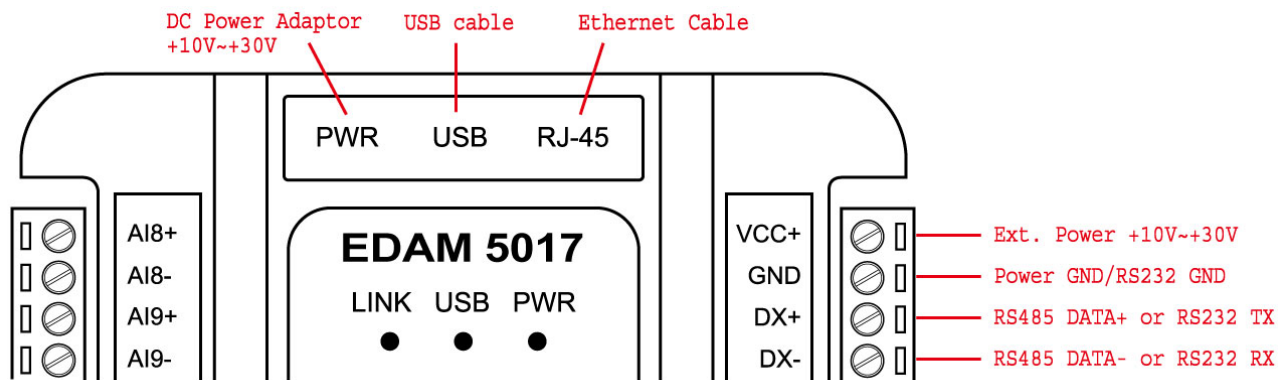 DC Power Adaptor
+10V~+30V
USB cable
Ethernet Cable
PWR USB RJ-45
EDAM 5017
LINK USB PWR
AI8+
AI8-
AI9+
AI9-
VCC+ Ext. Power +10V~+30V
GND Power GND/RS232 GND
DX+ RS485 DATA+ or RS232 TX
DX- RS485 DATA- or RS232 RX